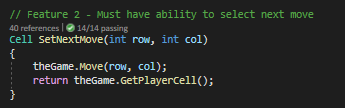 // Feature 2 - Must have ability to select next move
40 references | 14/14 passing
Cell SetNextMove(int row, int col)
{
theGame.Move(row, col);
return theGame.GetPlayerCell();
}